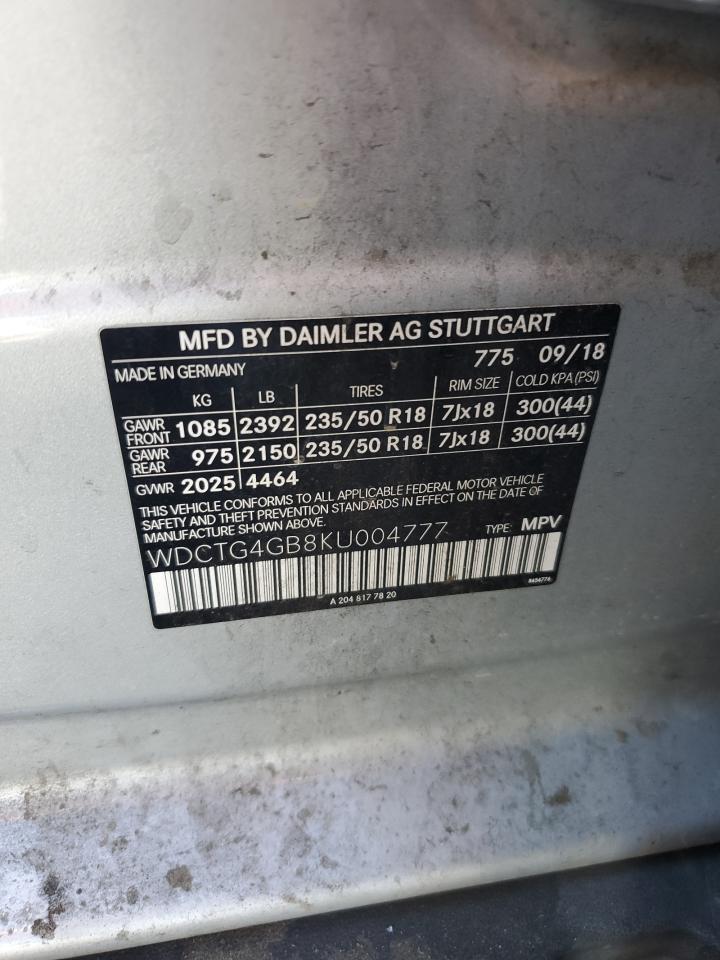 MFD BY DAIMLER AG STUTTGART
MADE IN GERMANY 775 09/18
KG LB TIRES RIM SIZE COLD KPA (PSI)
GAWR FRONT 1085 2392 235/50 R18 7Jx18 300(44)
GAWR REAR 975 2150 235/50 R18 7Jx18 300(44)
GVWR 2025 4464
THIS VEHICLE CONFORMS TO ALL APPLICABLE FEDERAL MOTOR VEHICLE
SAFETY AND THEFT PREVENTION STANDARDS IN EFFECT ON THE DATE OF
MANUFACTURE SHOWN ABOVE.
WDCTG4GB8KU004777 TYPE: MPV
A 204 817 78 20